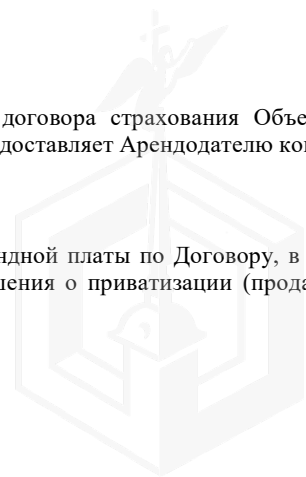 договора страхования Объе
доставляет Арендодателю ко
ндной платы по Договору, в
шения о приватизации (прода